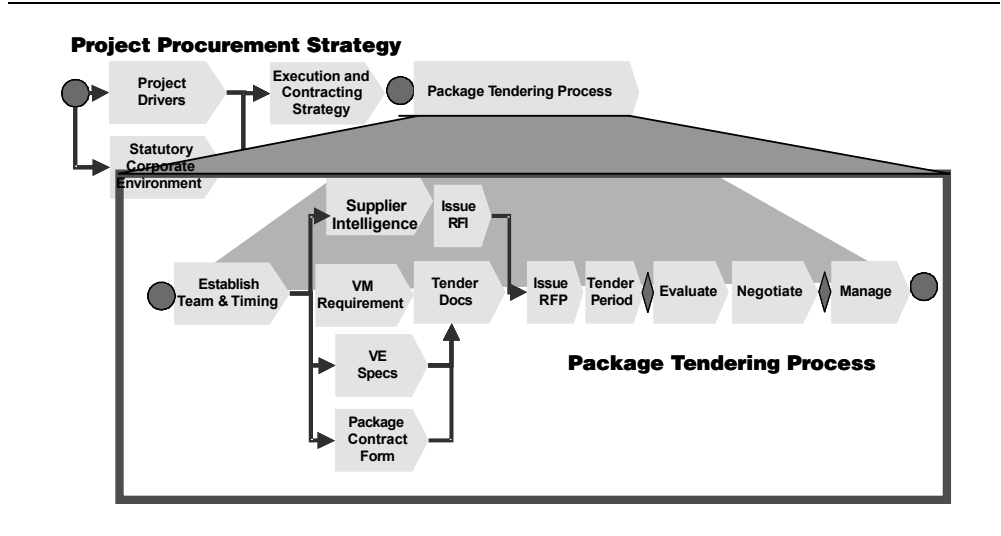 Project Procurement Strategy
Project
Drivers
Execution and
Contracting
Strategy
Package Tendering Process
Statutory
Corporate
Environment
Supplier
Intelligence
Issue
RFI
Establish
Team & Timing
VM
Requirement
Tender
Docs
Issue
RFP
Tender
Period
Evaluate
Negotiate
Manage
VE
Specs
Package Tendering Process
Package
Contract
Form